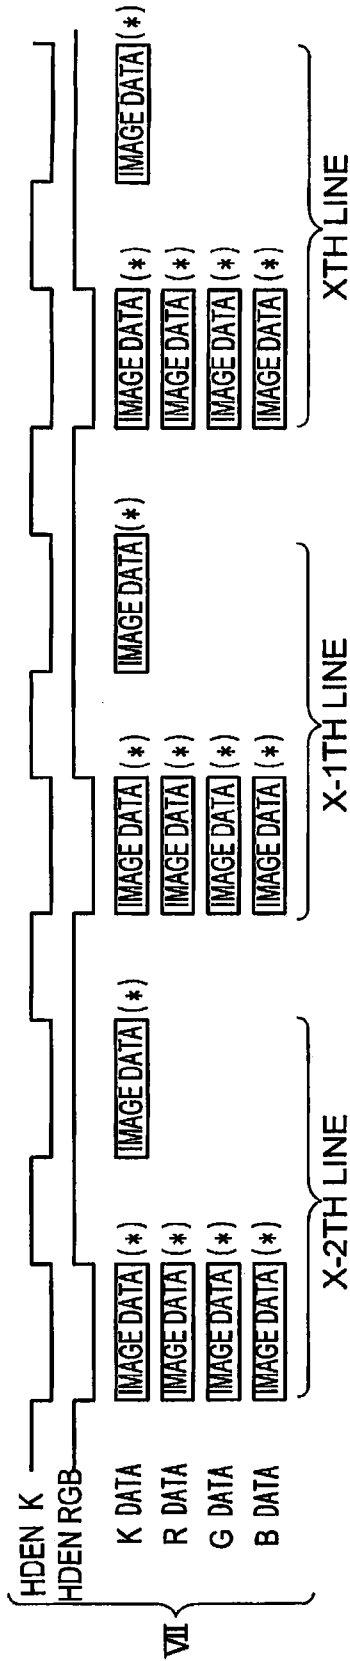 VII
HDEN K
HDEN RGB
K DATA IMAGE DATA (*) IMAGE DATA (*) IMAGE DATA (*) IMAGE DATA (*) IMAGE DATA (*) IMAGE DATA (*)
R DATA IMAGE DATA (*) IMAGE DATA (*) IMAGE DATA (*)
G DATA IMAGE DATA (*) IMAGE DATA (*) IMAGE DATA (*)
B DATA IMAGE DATA (*) IMAGE DATA (*) IMAGE DATA (*)
X-2TH LINE X-1TH LINE XTH LINE